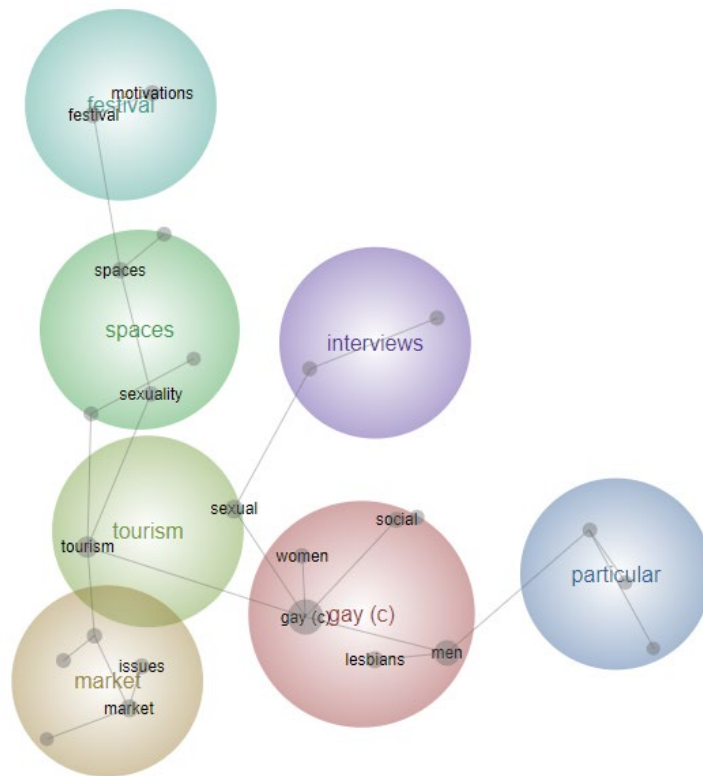 motivations
festival
festival
spaces
spaces
interviews
sexuality
sexual
tourism
tourism
social
women
particular
gay (c)
gay (c)
men
lesbians
issues
market
market